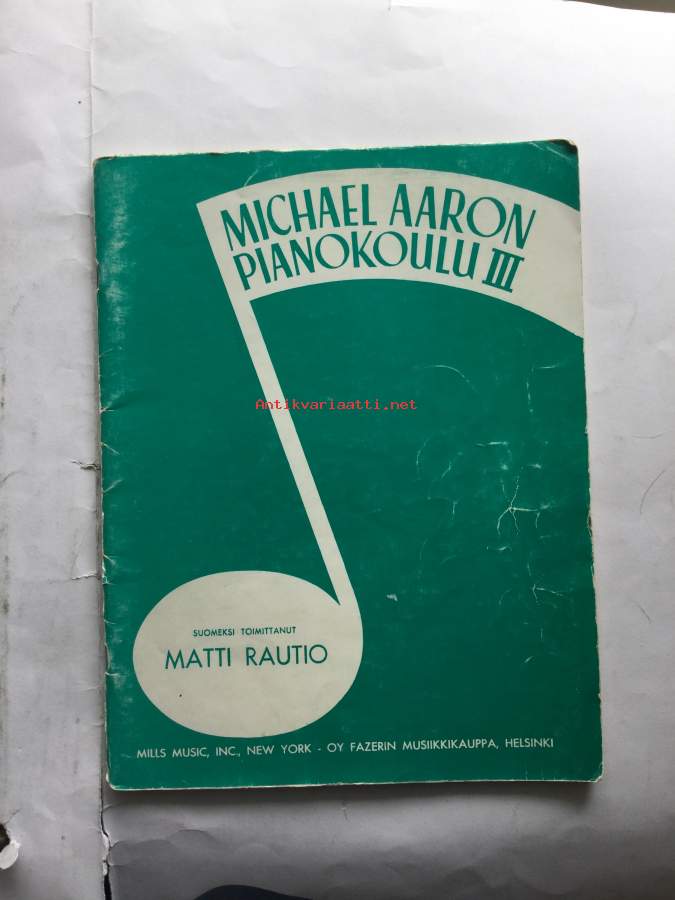 MICHAEL AARON
PIANOKOULU III
Antikvariaatti.net
SUOMEKSI TOIMITTANUT
MATTI RAUTIO
MILLS MUSIC, INC., NEW YORK - OY FAZERIN MUSIIKKIKAUPPA, HELSINKI